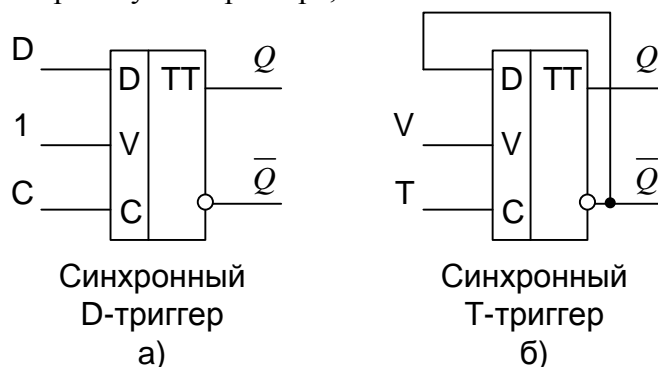 D
D
TT
Q
1
V
C
C
Q
Синхронный
D-триггер
а)
D
TT
Q
V
V
T
C
Q
Синхронный
Т-триггер
б)